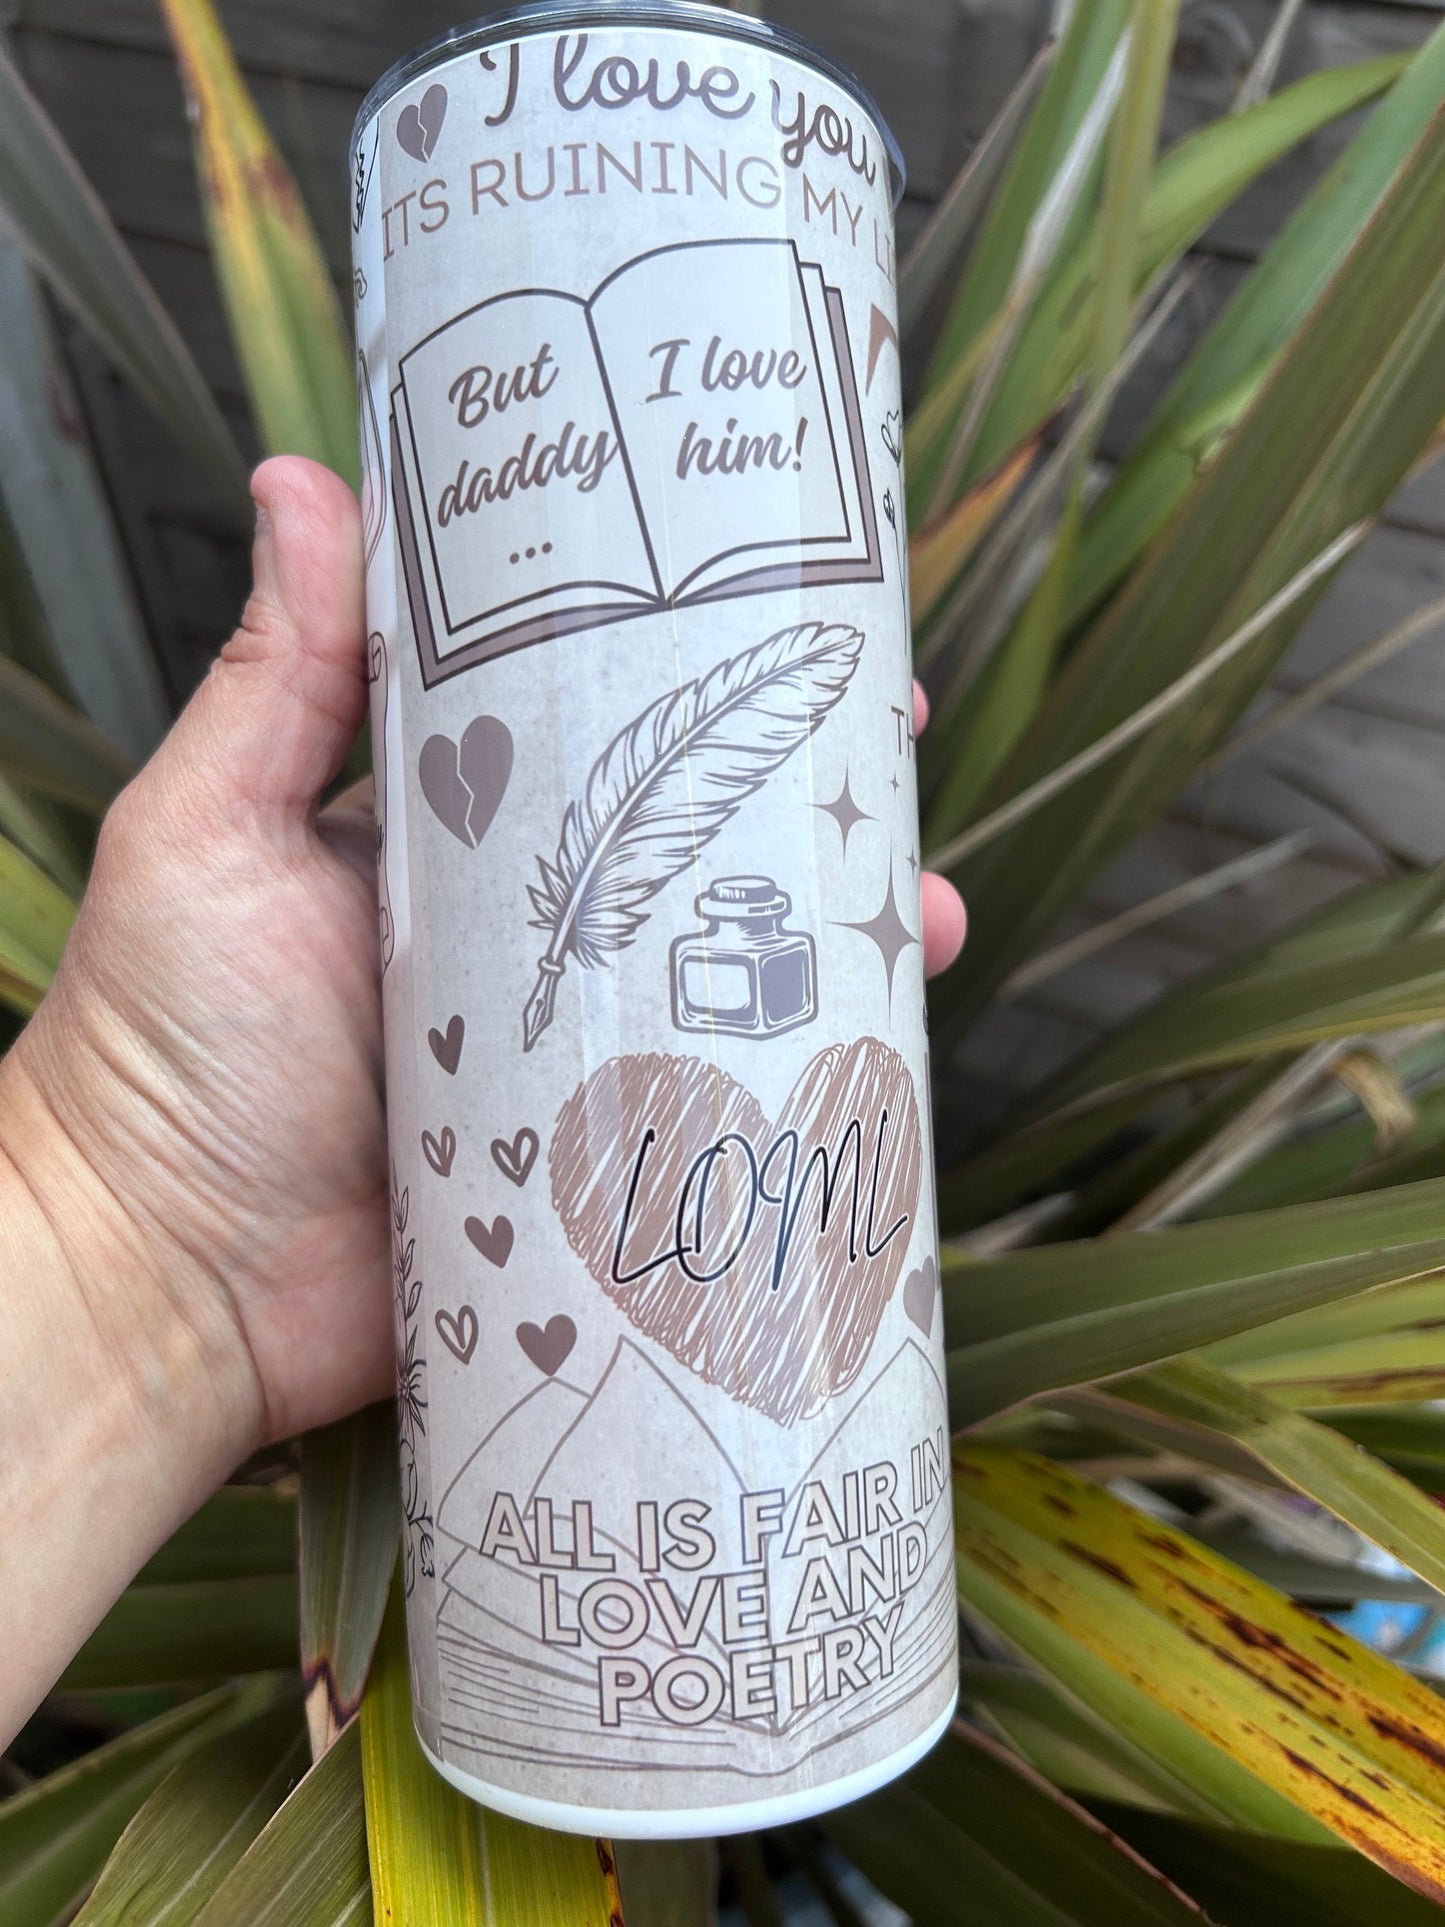 I love you
ITS RUINING MY
But
daddy
...
I love
him!
LOML
ALL IS FAIR IN
LOVE AND
POETRY